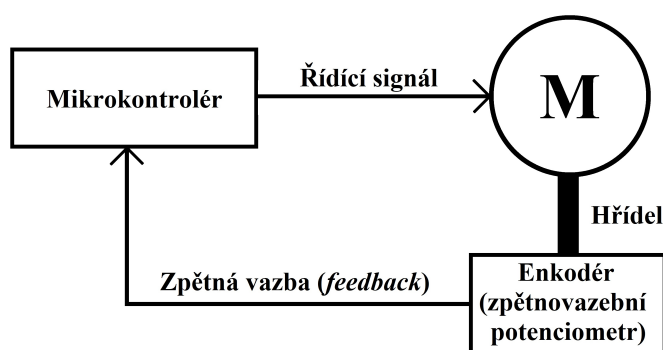 Řídící signál
Mikrokontrolér
M
Hřídel
Zpětná vazba (feedback)
Enkodér
(zpětnovazební
potenciometr)